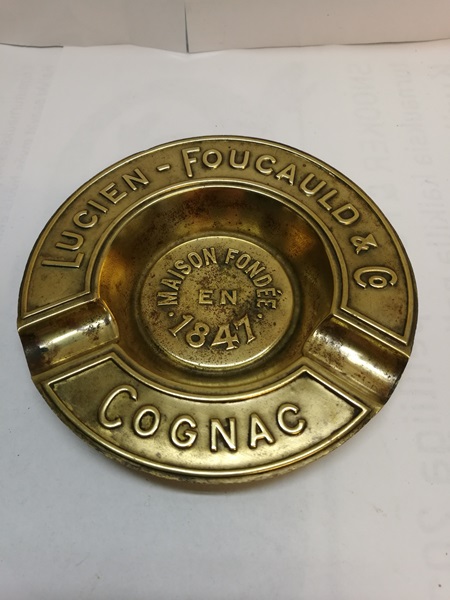 LUCIEN - FOUCAULD & Co
MAISON FONDÉE
EN
· 1847 ·
COGNAC